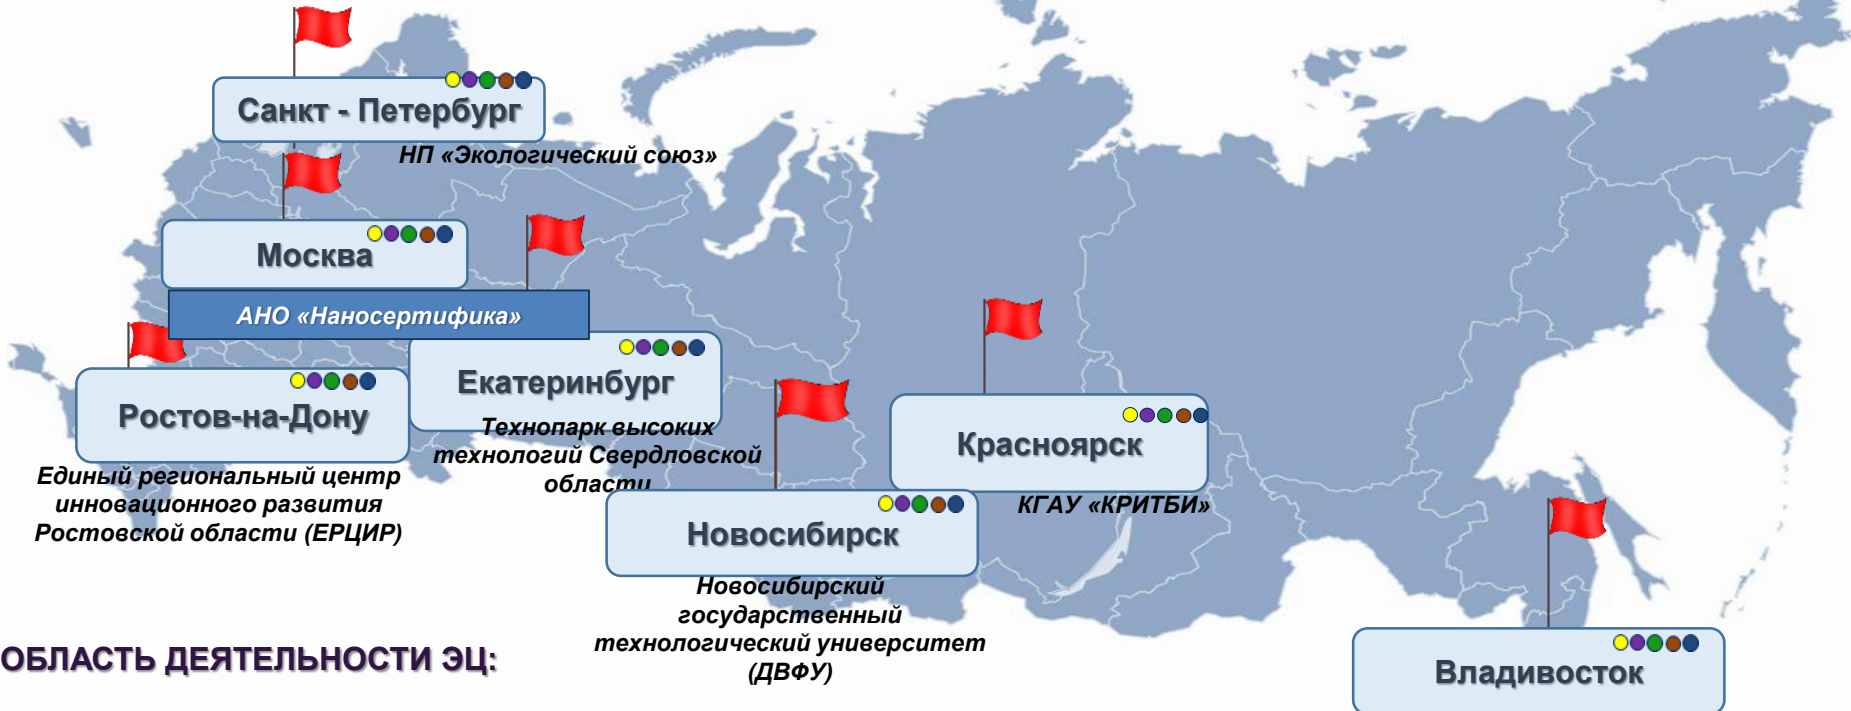 Санкт - Петербург
НП «Экологический союз»
Москва
АНО «Наносертифика»
Екатеринбург
Технопарк высоких
технологий Свердловской
области
Ростов-на-Дону
Единый региональный центр
инновационного развития
Ростовской области (ЕРЦИР)
Красноярск
КГАУ «КРИТБИ»
Новосибирск
Новосибирский
государственный
технологический университет
(ДВФУ)
Владивосток
ОБЛАСТЬ ДЕЯТЕЛЬНОСТИ ЭЦ: